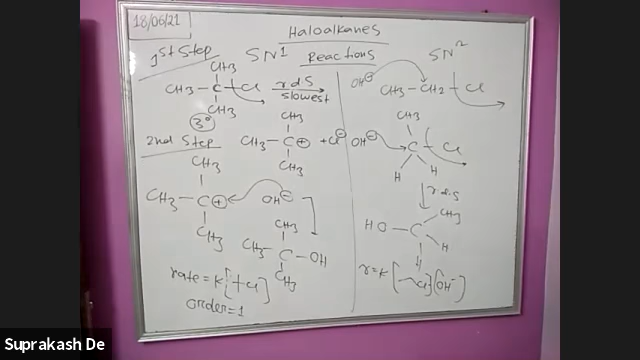 18/06/21
Haloalkanes
1st Step SN1 Reactions SN2
CH3
CH3-C-Cl rds
slowest
CH3
3°
2nd Step
CH3
CH3-C⊕ +Cl⊖
CH3
CH3
CH3-C⊕ OH⊖
CH3
CH3
CH3-C-OH
CH3
rate=K[+Cl]
order=1
OH⊖ CH3-CH2-Cl
CH3
OH⊖ C-Cl
H H
rds
HO-C CH3
H
H
r=K[Cl][OH-]
Suprakash De